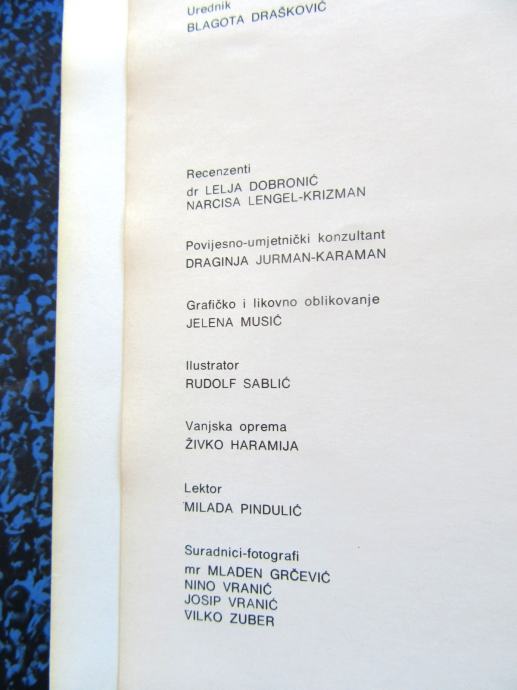 Urednik
BLAGOTA DRAŠKOVIĆ
Recenzenti
dr LELJA DOBRONIĆ
NARCISA LENGEL-KRIZMAN
Povijesno-umjetnički konzultant
DRAGINJA JURMAN-KARAMAN
Grafičko i likovno oblikovanje
JELENA MUSIĆ
Ilustrator
RUDOLF SABLIĆ
Vanjska oprema
ŽIVKO HARAMIJA
Lektor
MILADA PINDULIĆ
Suradnici-fotografi
mr MLADEN GRČEVIĆ
NINO VRANIĆ
JOSIP VRANIĆ
VILKO ZUBER